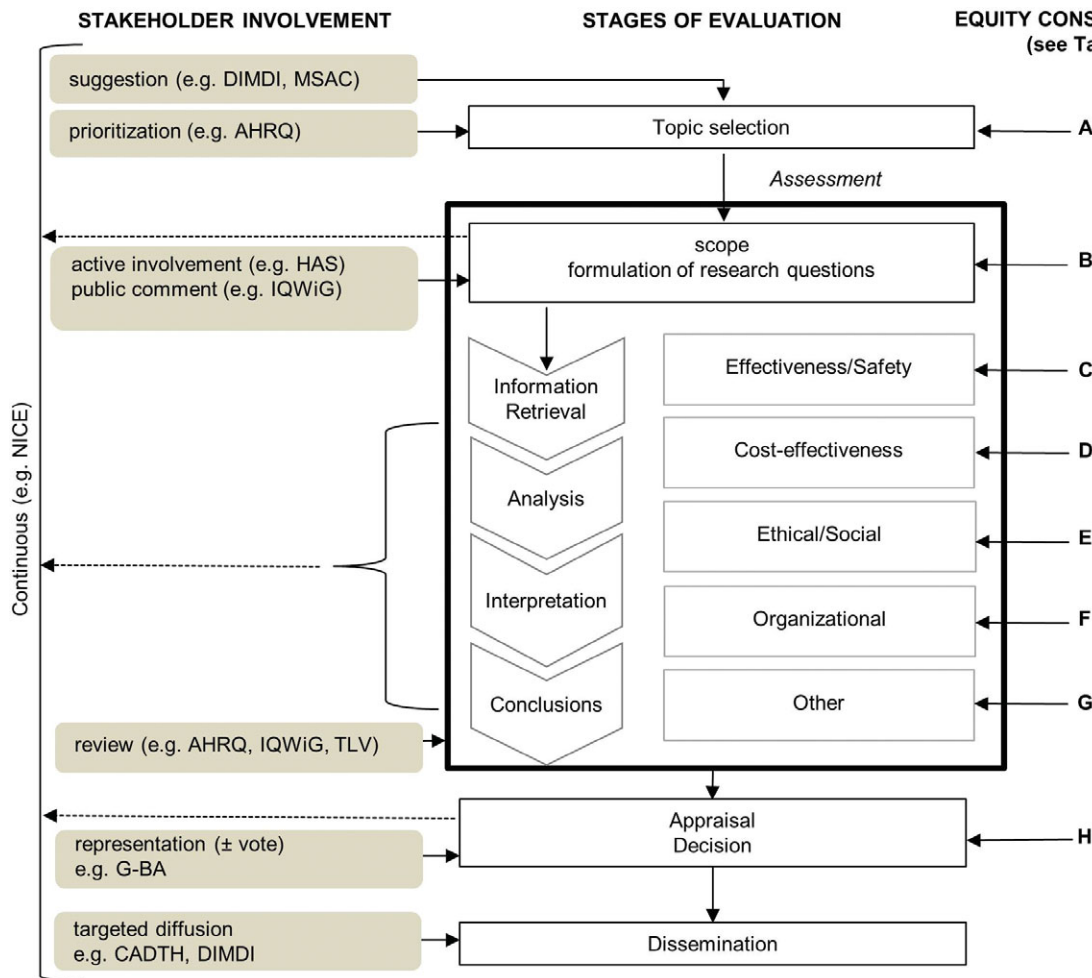 STAKEHOLDER INVOLVEMENT
STAGES OF EVALUATION
EQUITY CONS
(see Ta
suggestion (e.g. DIMDI, MSAC)
prioritization (e.g. AHRQ)
Topic selection
A
Assessment
scope
formulation of research questions
B
active involvement (e.g. HAS)
public comment (e.g. IQWiG)
Information
Retrieval
Effectiveness/Safety
C
Analysis
Cost-effectiveness
D
Ethical/Social
E
Interpretation
Organizational
F
Conclusions
Other
G
Continuous (e.g. NICE)
review (e.g. AHRQ, IQWiG, TLV)
Appraisal
Decision
H
representation (± vote)
e.g. G-BA
targeted diffusion
e.g. CADTH, DIMDI
Dissemination